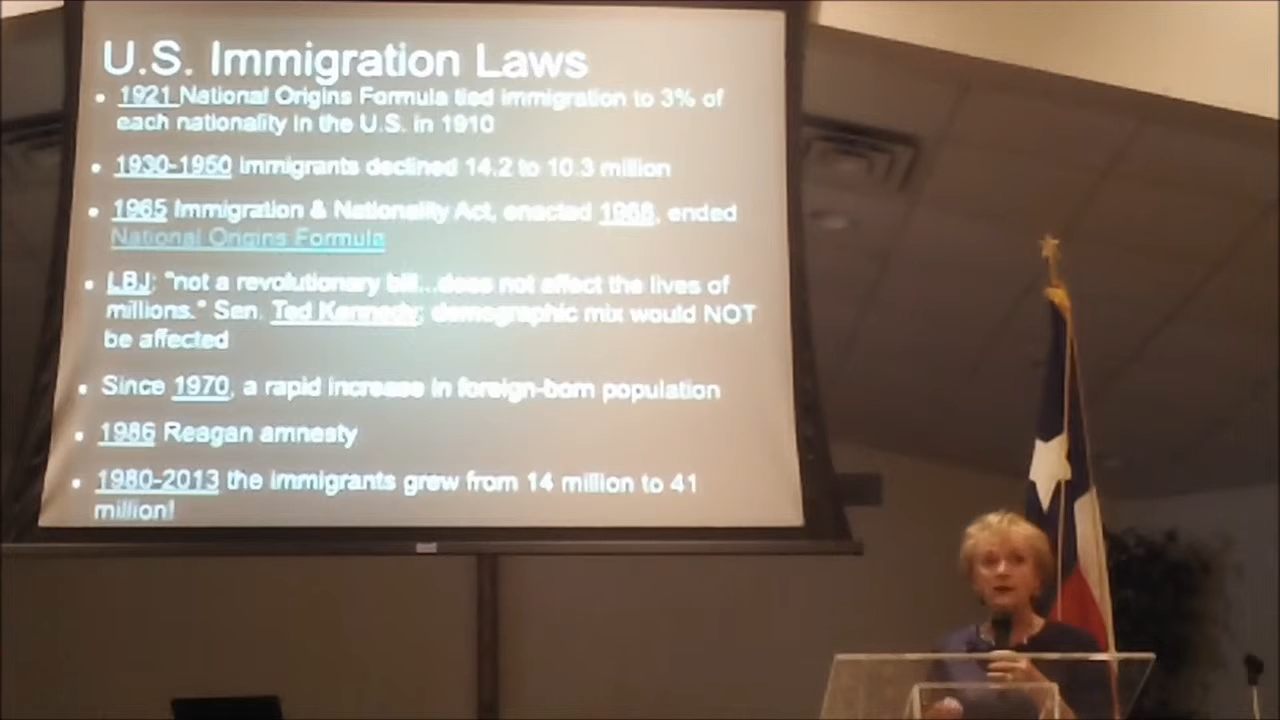 U.S. Immigration Laws
• 1921 National Origins Formula tied immigration to 3% of
each nationality in the U.S. in 1910
• 1930-1950 immigrants declined 14.2 to 10.3 million
• 1965 Immigration & Nationality Act, enacted 1968, ended
National Origins Formula
• LBJ: "not a revolutionary bill...does not affect the lives of
millions." Sen. Ted Kennedy: demographic mix would NOT
be affected
• Since 1970, a rapid increase in foreign-born population
• 1986 Reagan amnesty
• 1980-2013 the immigrants grew from 14 million to 41
million!